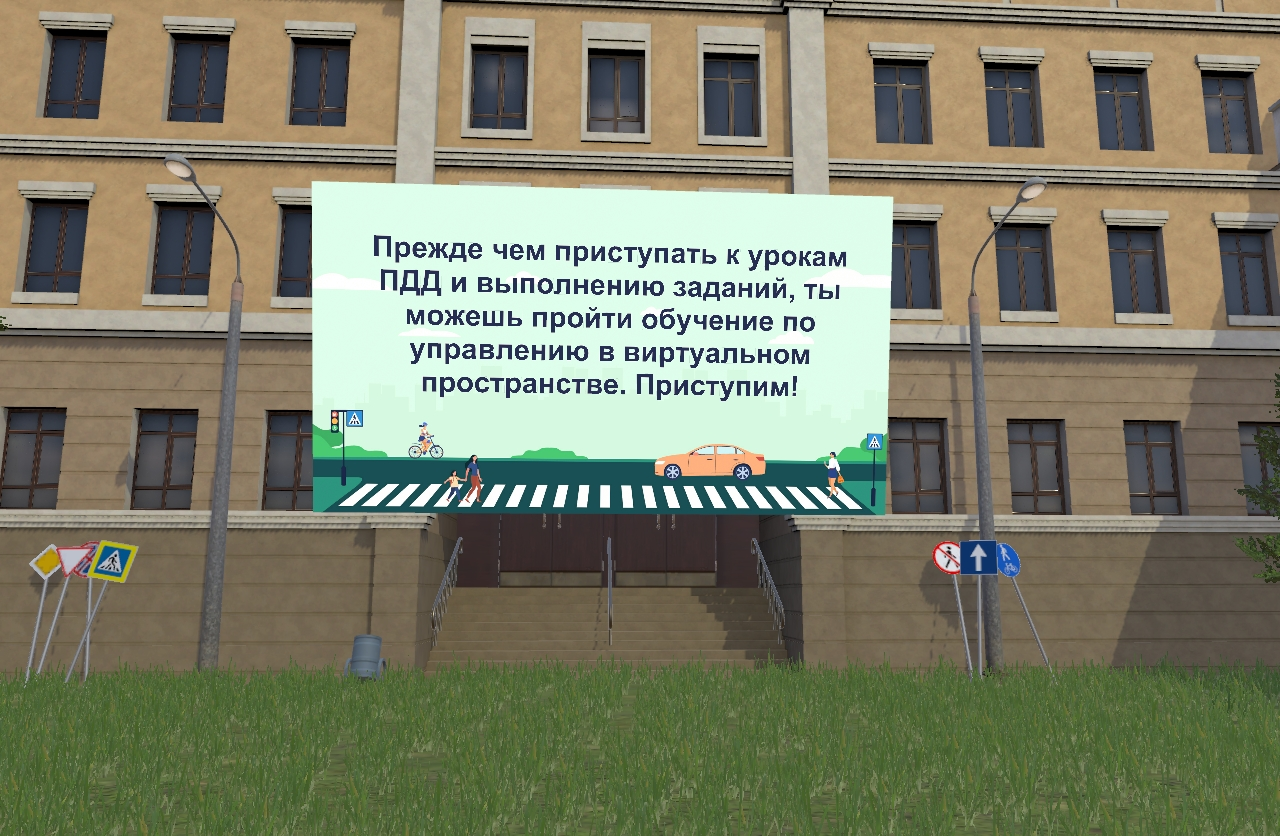 Прежде чем приступать к урокам
ПДД и выполнению заданий, ты
можешь пройти обучение по
управлению в виртуальном
пространстве. Приступим!